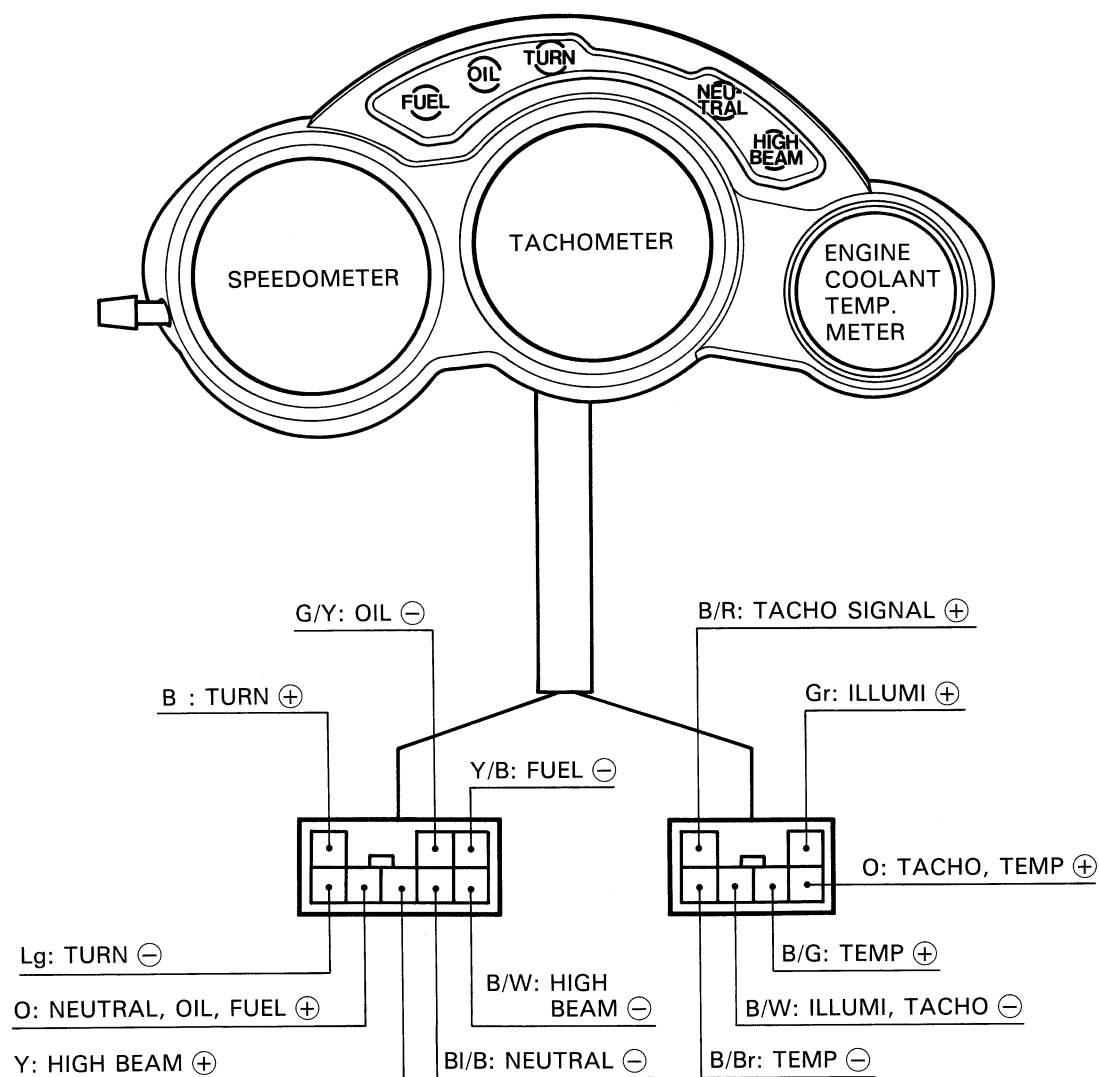 TURN
OIL
FUEL
NEU-
TRAL
HIGH
BEAM
SPEEDOMETER
TACHOMETER
ENGINE
COOLANT
TEMP.
METER
G/Y: OIL ⊖
B/R: TACHO SIGNAL ⊕
B : TURN ⊕
Gr: ILLUMI ⊕
Y/B: FUEL ⊖
O: TACHO, TEMP ⊕
Lg: TURN ⊖
B/G: TEMP ⊕
B/W: HIGH
BEAM ⊖
O: NEUTRAL, OIL, FUEL ⊕
B/W: ILLUMI, TACHO ⊖
Y: HIGH BEAM ⊕
Bl/B: NEUTRAL ⊖
B/Br: TEMP ⊖